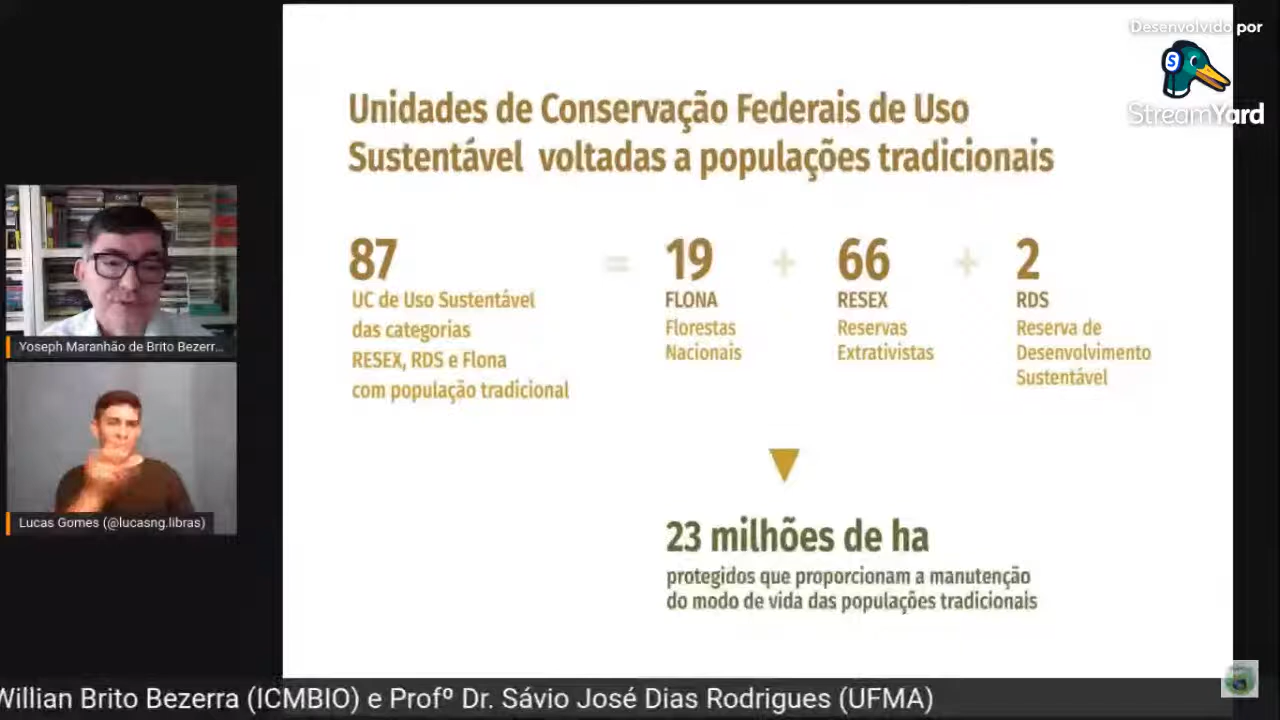 Desenvolvido por
StreamYard
Unidades de Conservação Federais de Uso
Sustentável voltadas a populações tradicionais
87
UC de Uso Sustentável
das categorias
RESEX, RDS e Flona
com população tradicional
=
19
FLONA
Florestas
Nacionais
+
66
RESEX
Reservas
Extrativistas
+
2
RDS
Reserva de
Desenvolvimento
Sustentável
23 milhões de ha
protegidos que proporcionam a manutenção
do modo de vida das populações tradicionais
Yoseph Maranhão de Brito Bezerr...
Lucas Gomes (@lucasng.libras)
Willian Brito Bezerra (ICMBIO) e Profº Dr. Sávio José Dias Rodrigues (UFMA)